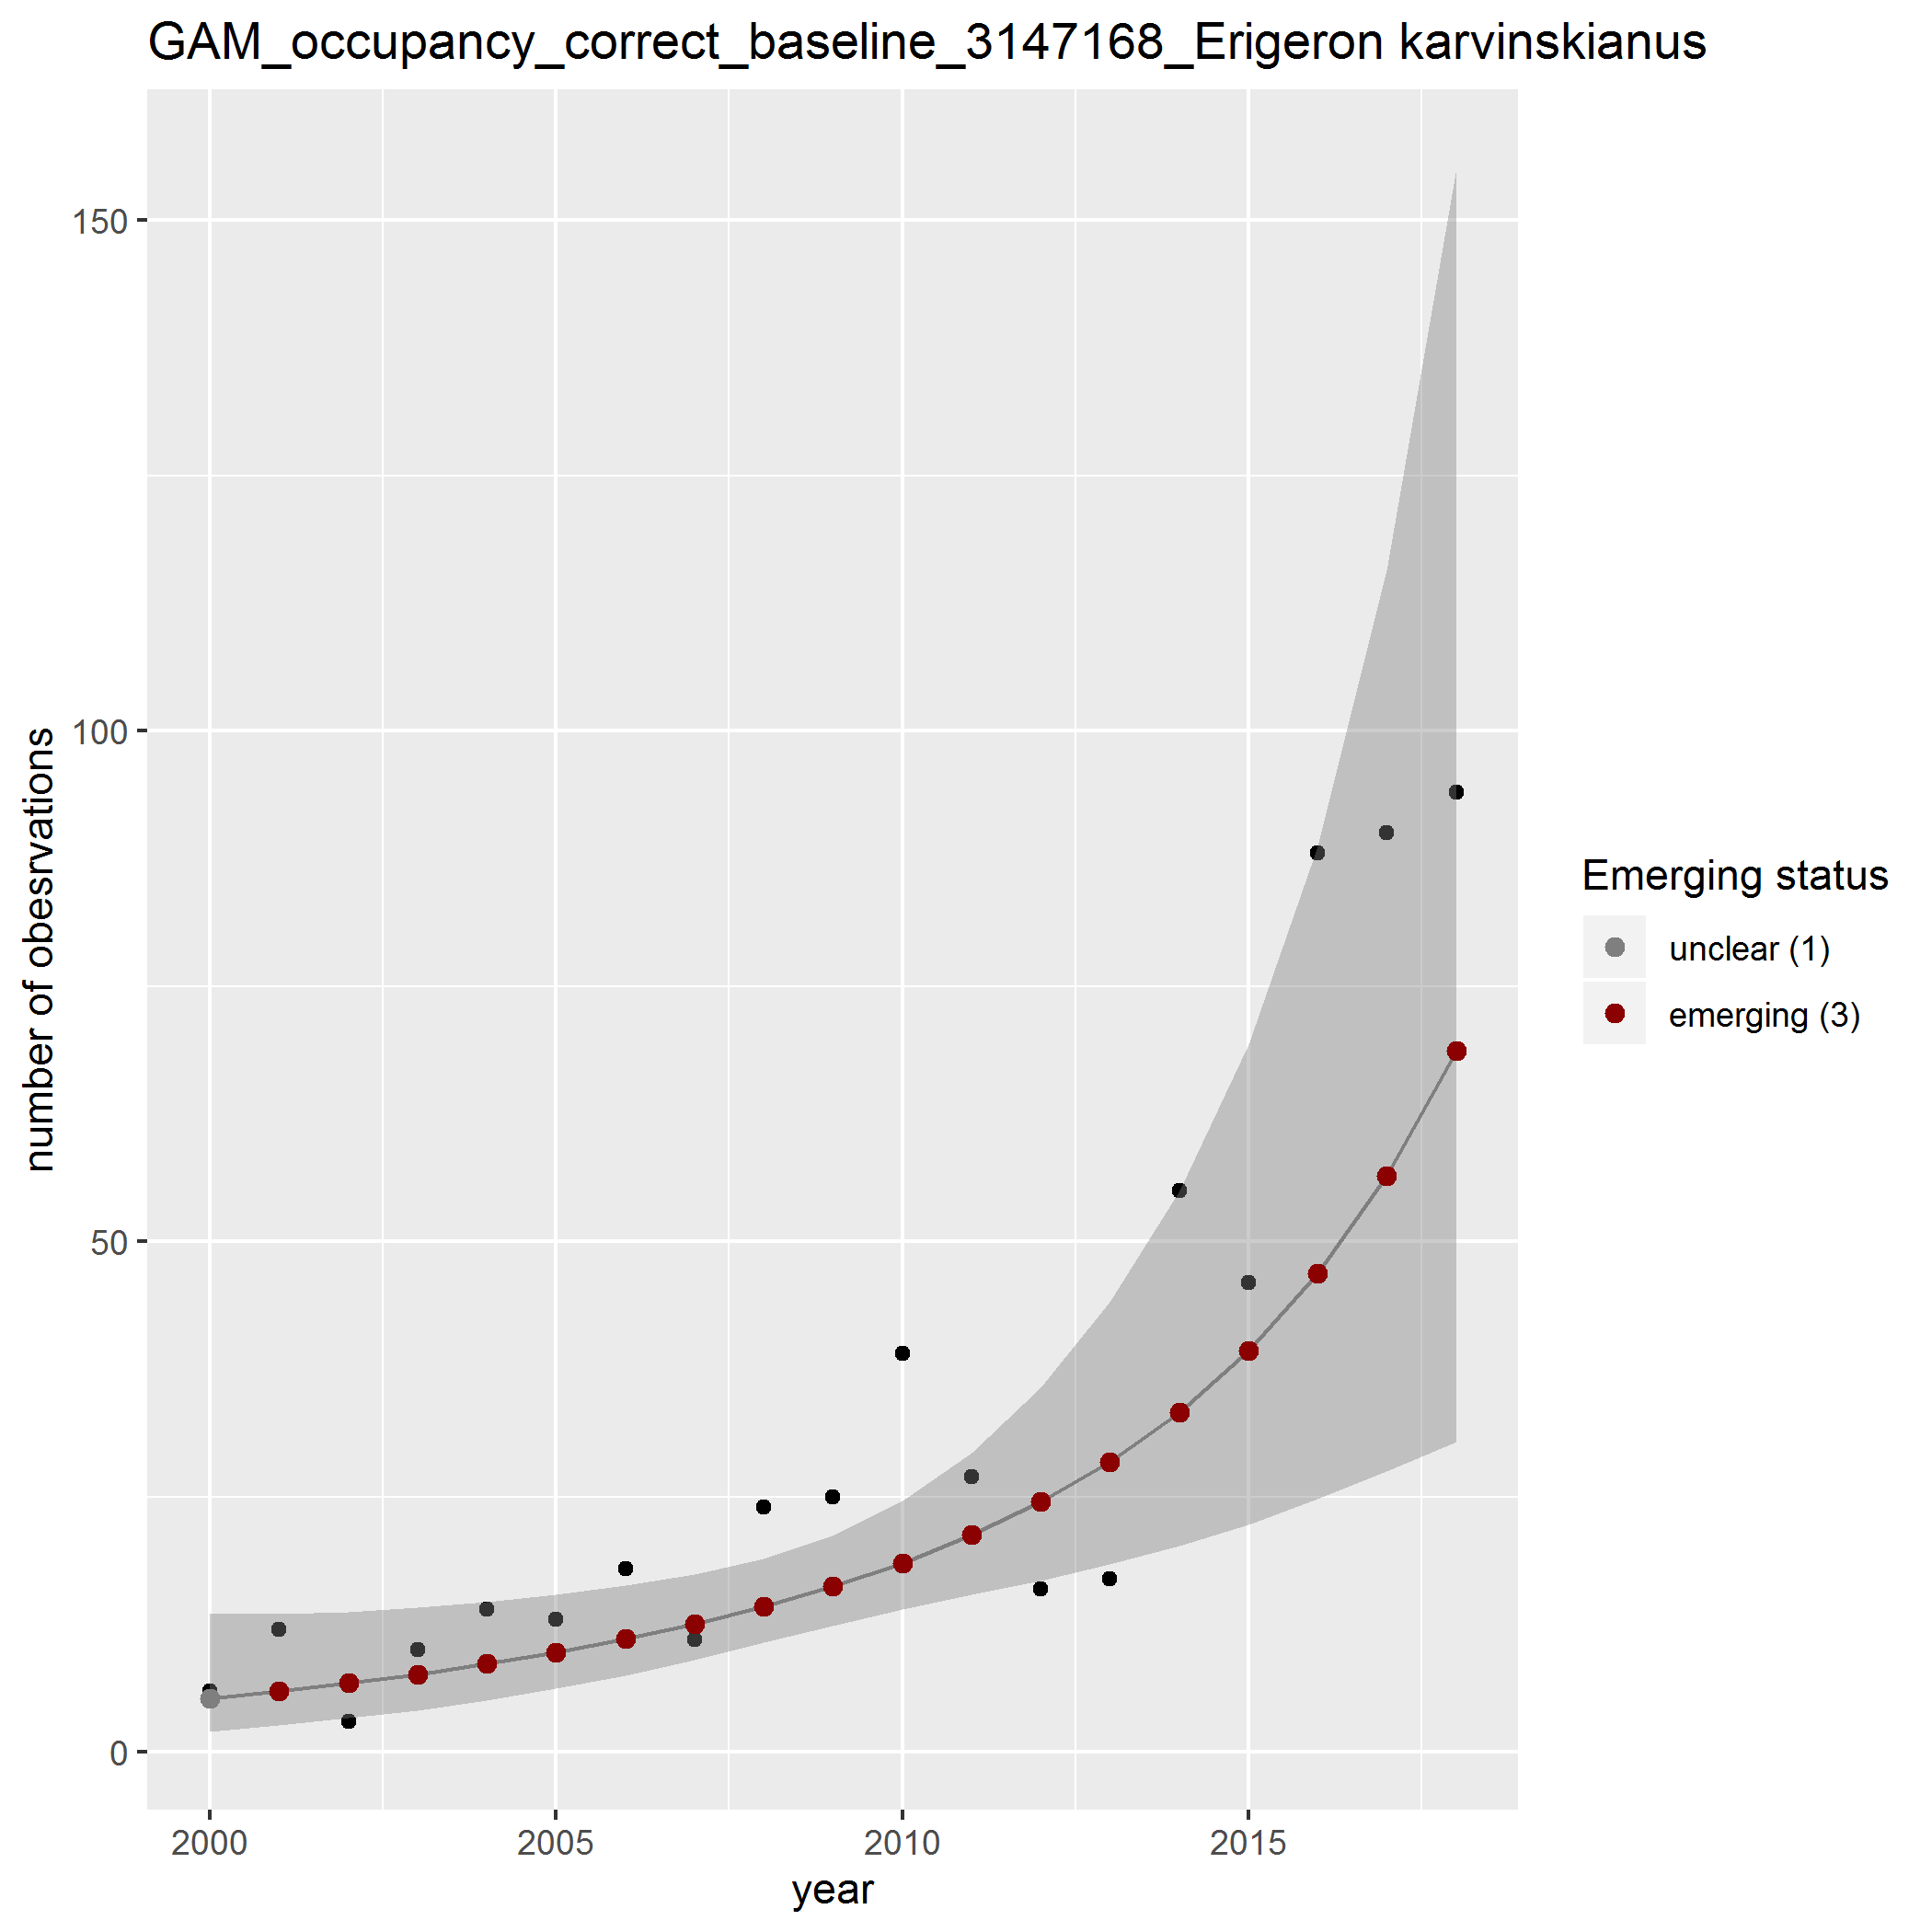 GAM_occupancy_correct_baseline_3147168_Erigeron karvinskianus
150
100
50
0
number of obesrvations
2000
2005
2010
2015
year
Emerging status
unclear (1)
emerging (3)